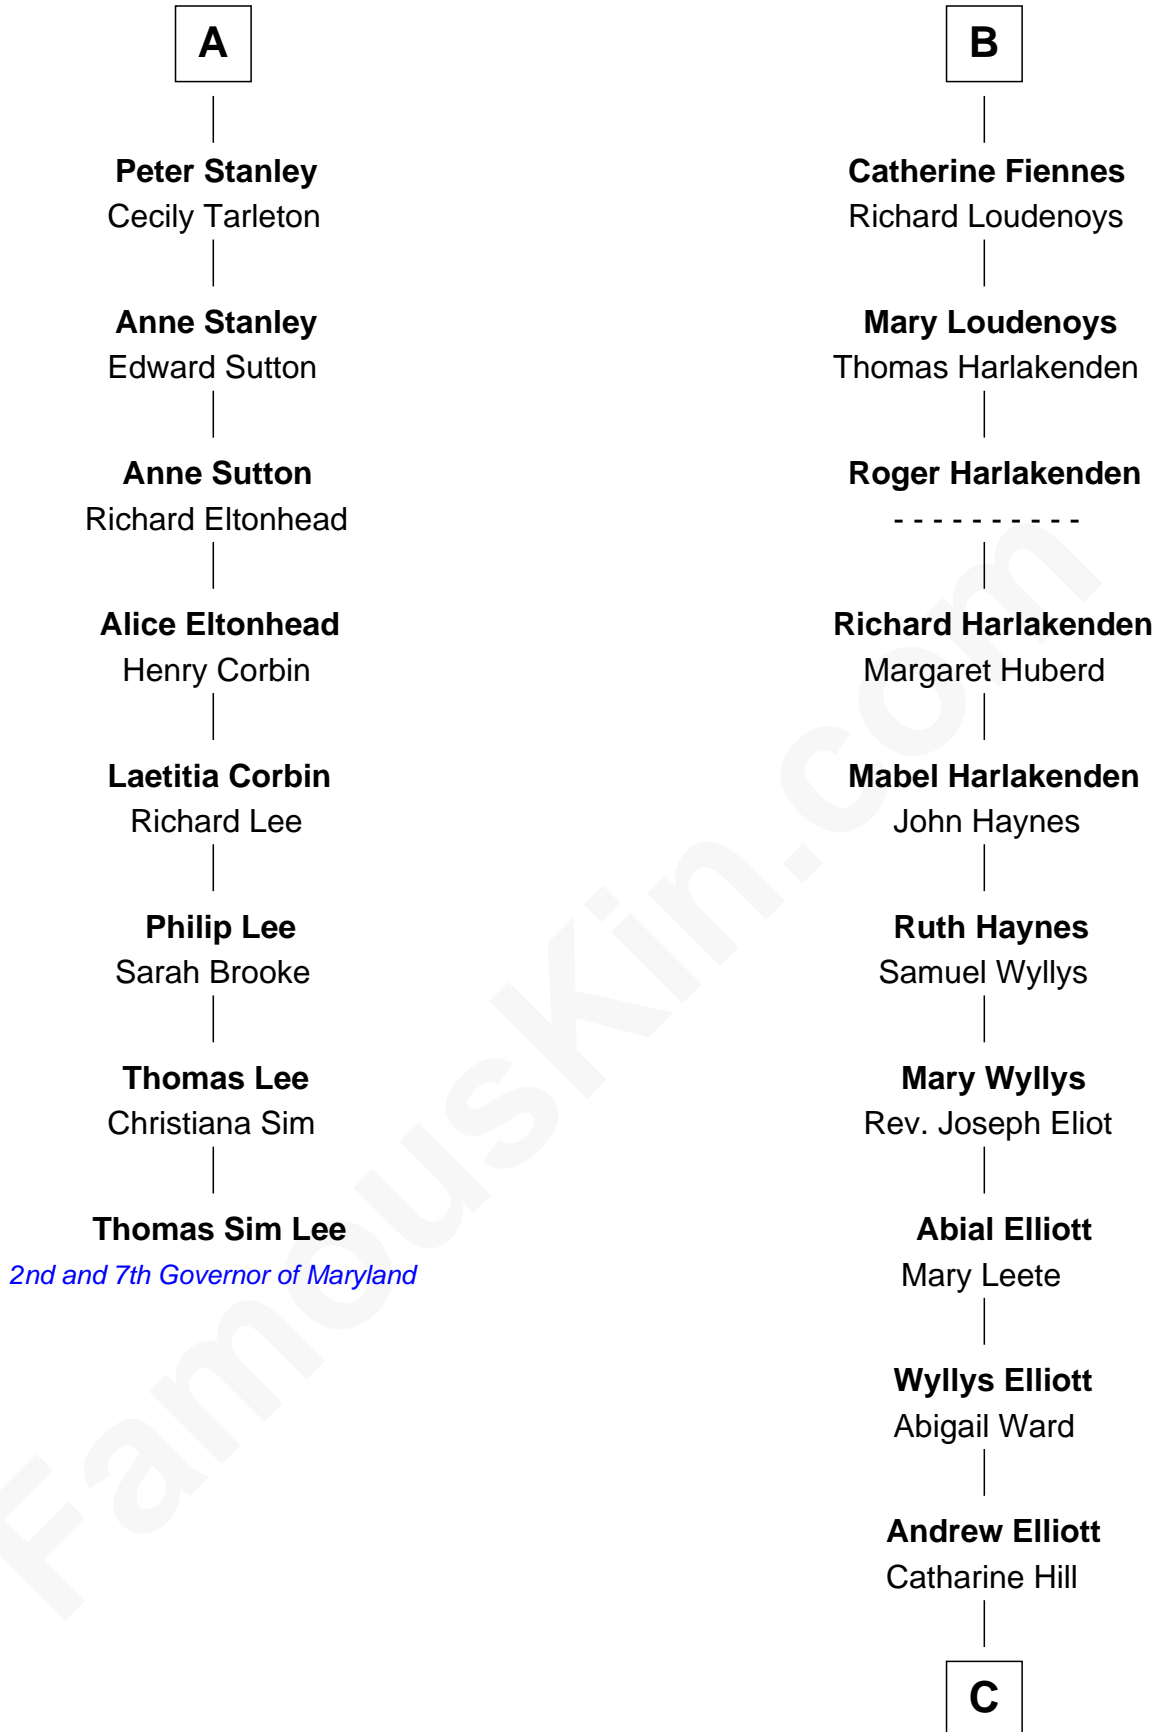 A
Peter Stanley
Cecily Tarleton
Anne Stanley
Edward Sutton
Anne Sutton
Richard Eltonhead
Alice Eltonhead
Henry Corbin
Laetitia Corbin
Richard Lee
Philip Lee
Sarah Brooke
Thomas Lee
Christiana Sim
Thomas Sim Lee
2nd and 7th Governor of Maryland
B
Catherine Fiennes
Richard Loudenoys
Mary Loudenoys
Thomas Harlakenden
Roger Harlakenden
- - - - - - - - - -
Richard Harlakenden
Margaret Huberd
Mabel Harlakenden
John Haynes
Ruth Haynes
Samuel Wyllys
Mary Wyllys
Rev. Joseph Eliot
Abial Elliott
Mary Leete
Wyllys Elliott
Abigail Ward
Andrew Elliott
Catharine Hill
C
FamousKin.com